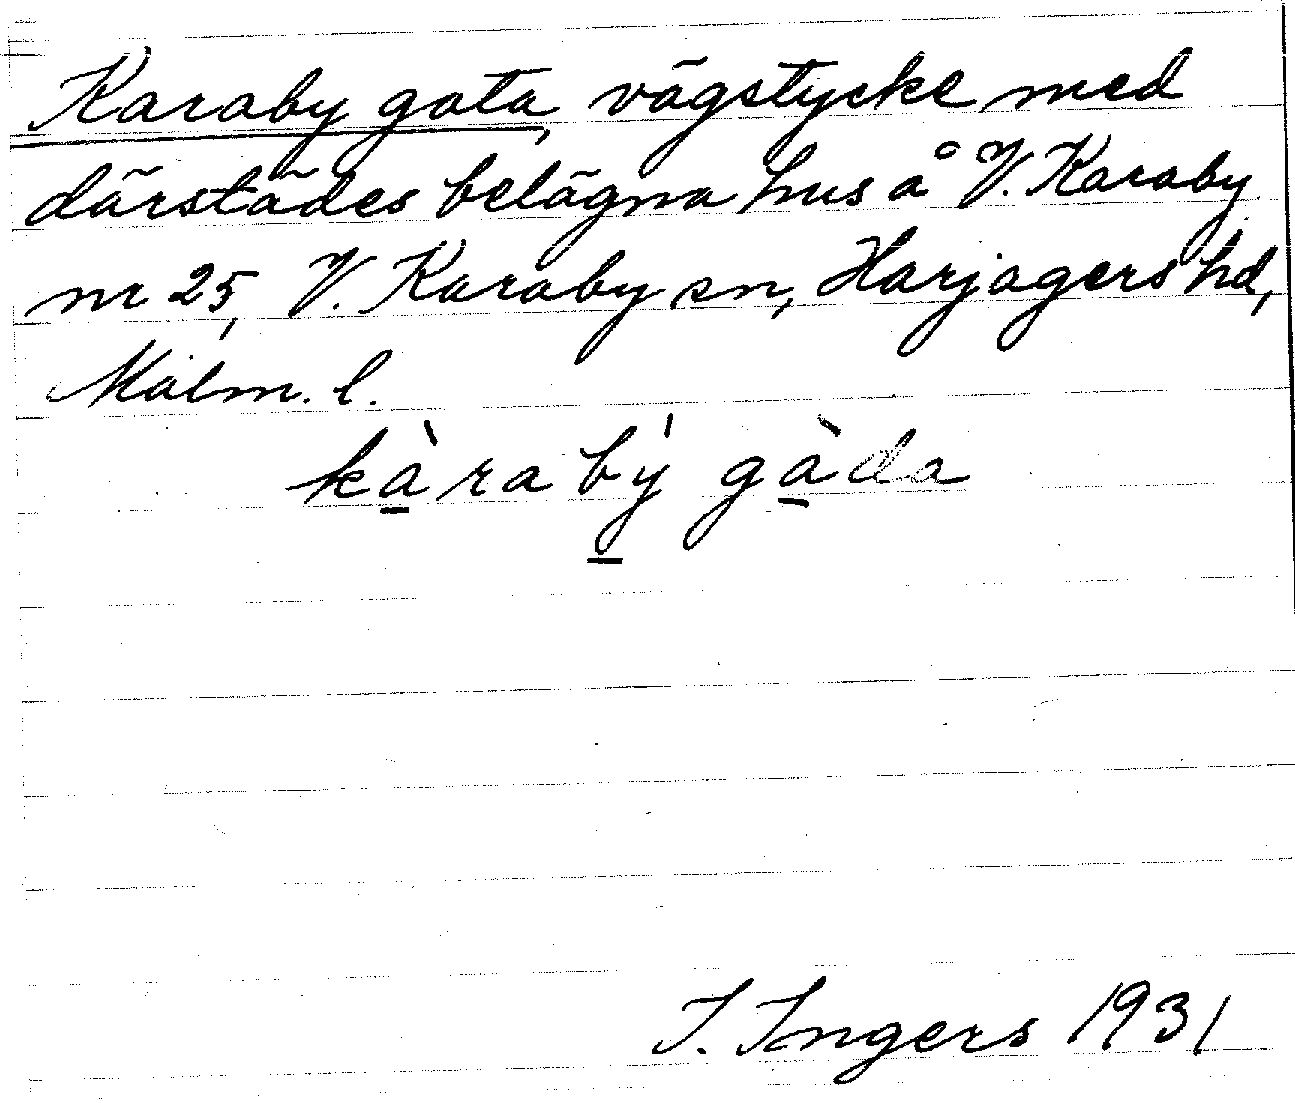 Karaby gata, vägstycke med
därstädes belägna hus å V. Karaby
nr 25, V. Karaby sn, Harjagers hd,
Malm. l.
kàrabý gàda
I. Ingers 1931